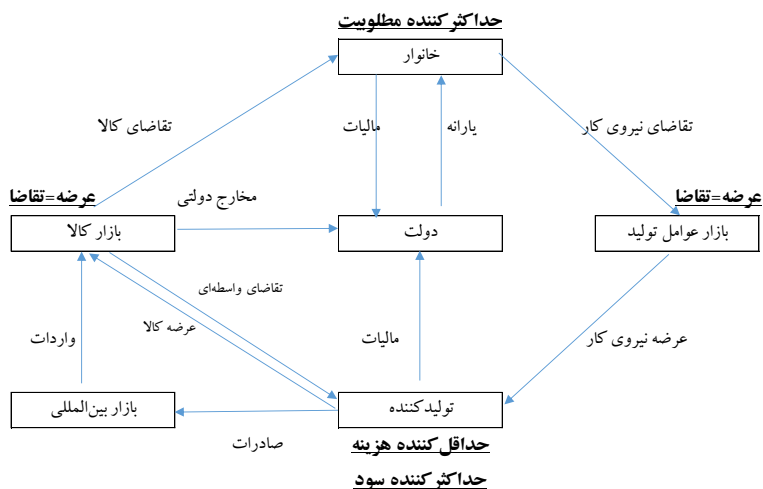 حداکثرکننده مطلوبیت
خانوار
تقاضای نیروی کار
یارانه
مالیات
تقاضای کالا
عرضه=تقاضا
عرضه=تقاضا
مخارج دولتی
بازار عوامل تولید
دولت
بازار کالا
تقاضای واسطه‌ای
عرضه کالا
عرضه نیروی کار
مالیات
واردات
تولیدکننده
بازار بین‌المللی
صادرات
حداقل‌کننده هزینه
حداکثرکننده سود